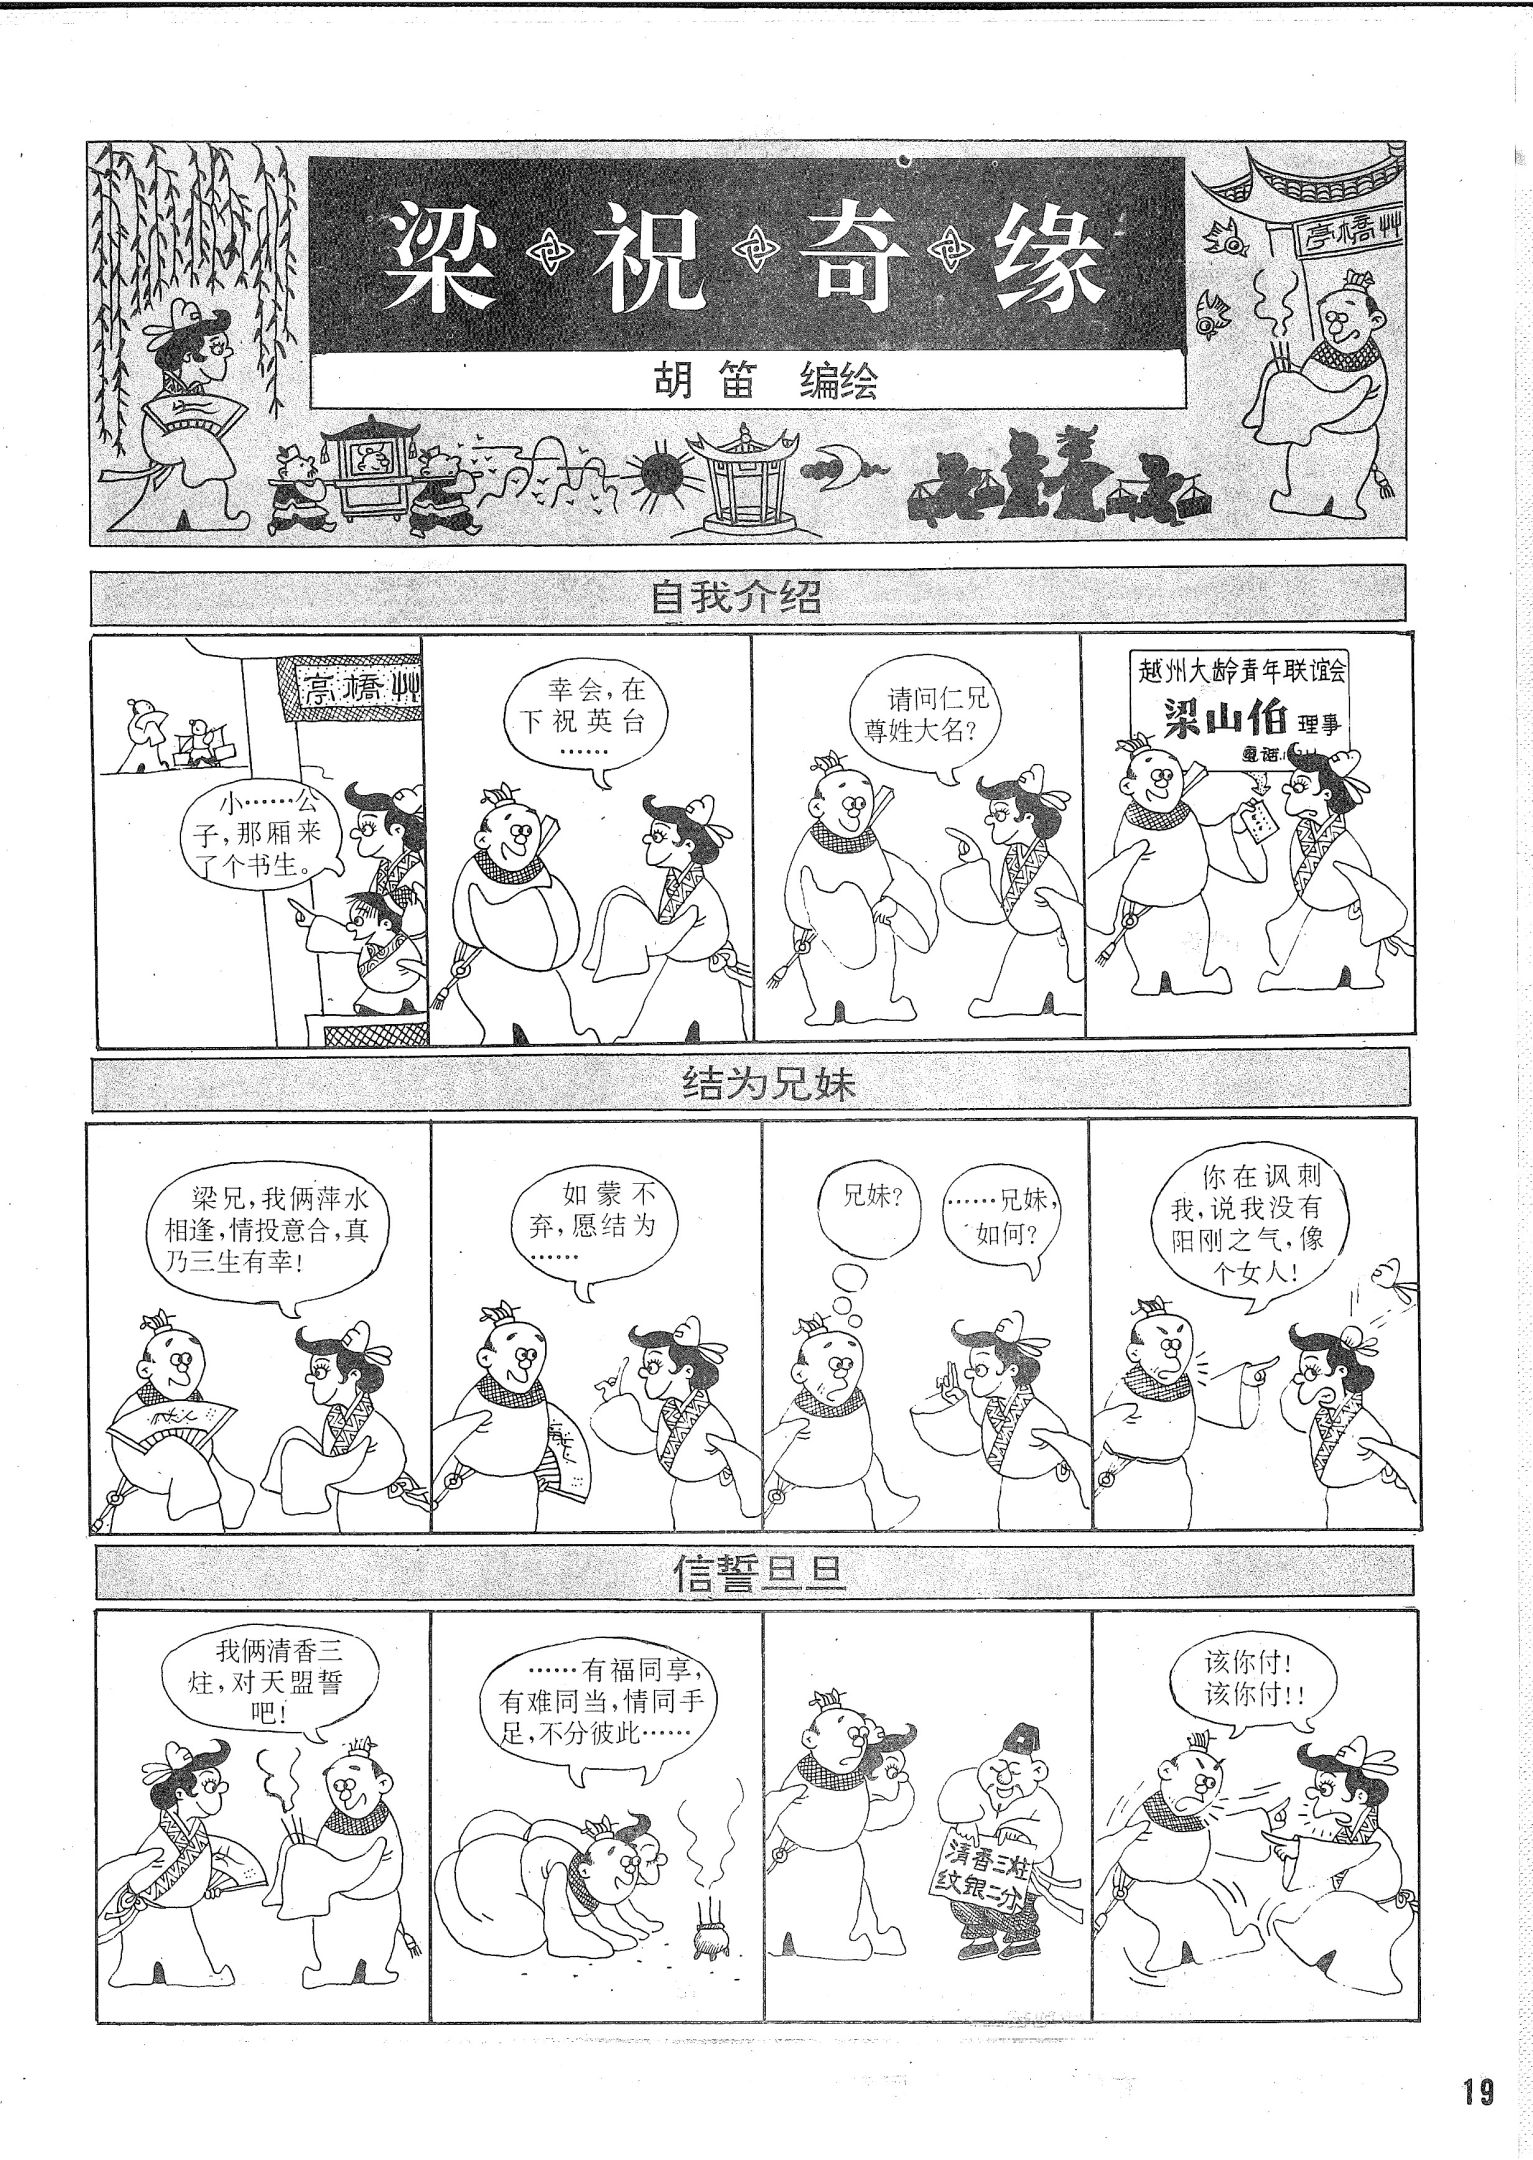 梁祝奇缘
胡笛 编绘
亭橋艸
自我介绍
亭橋艸
小……公
子，那厢来
了个书生。
幸会，在
下祝英台
……
请问仁兄
尊姓大名？
越州大龄青年联谊会
梁山伯 理事
电话
结为兄妹
梁兄，我俩萍水
相逢，情投意合，真
乃三生有幸！
如蒙不
弃，愿结为
……
兄妹？
……兄妹，
如何？
你在讽刺
我，说我没有
阳刚之气，像
个女人！
信誓旦旦
我俩清香三
炷，对天盟誓
吧！
……有福同享，
有难同当，情同手
足，不分彼此……
清香三炷
纹银二分
该你付！
该你付！！
19